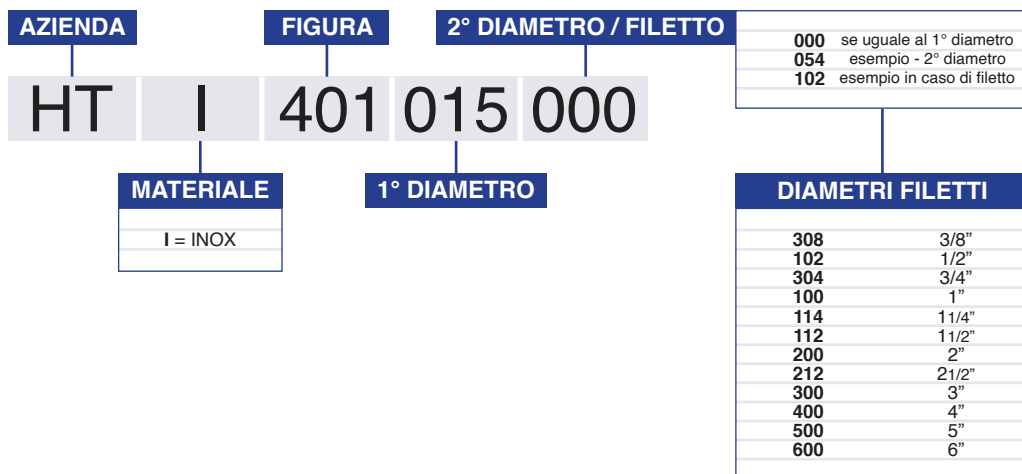 AZIENDA FIGURA 2° DIAMETRO / FILETTO
000 se uguale al 1° diametro
054 esempio - 2° diametro
102 esempio in caso di filetto
HT I 401 015 000
MATERIALE
I = INOX
1° DIAMETRO
DIAMETRI FILETTI
308 3/8”
102 1/2”
304 3/4”
100 1”
114 11/4”
112 11/2”
200 2”
212 21/2”
300 3”
400 4”
500 5”
600 6”